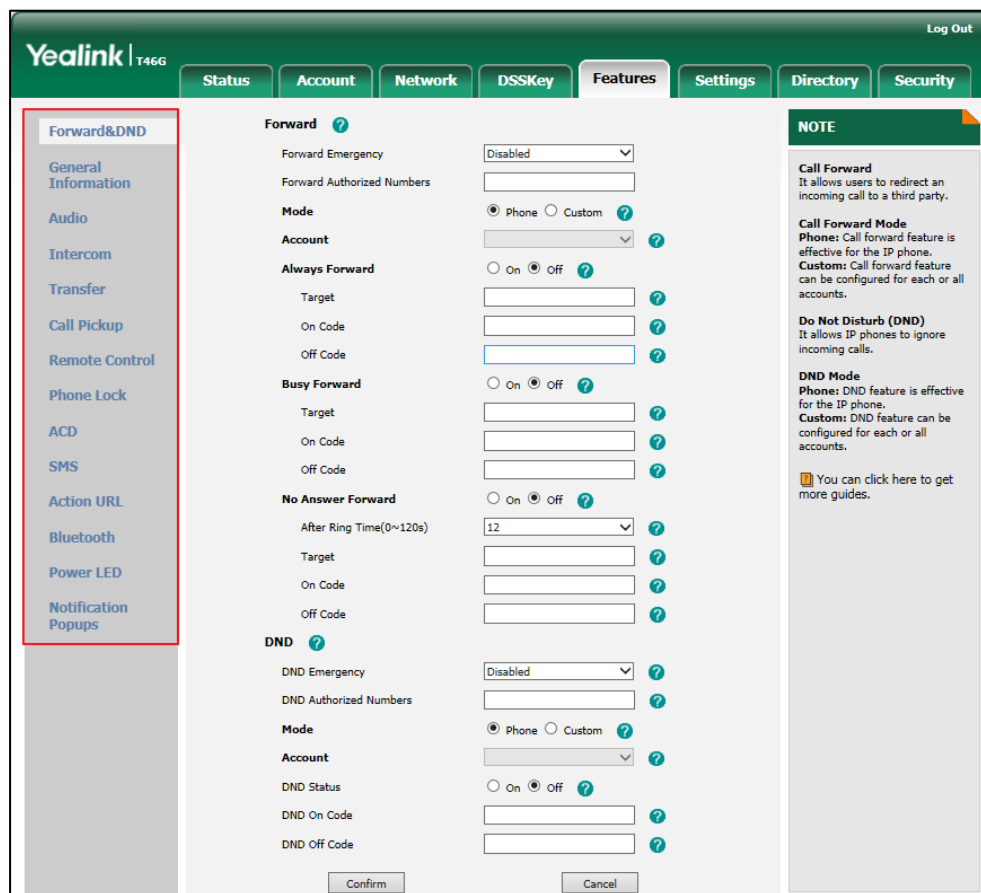 Log Out
Yealink T46G
Status Account Network DSSKey Features Settings Directory Security
Forward&DND
General
Information
Audio
Intercom
Transfer
Call Pickup
Remote Control
Phone Lock
ACD
SMS
Action URL
Bluetooth
Power LED
Notification
Popups
Forward ?
Forward Emergency Disabled
Forward Authorized Numbers
Mode Phone Custom ?
Account ?
Always Forward On Off ?
Target ?
On Code ?
Off Code ?
Busy Forward On Off ?
Target ?
On Code ?
Off Code ?
No Answer Forward On Off ?
After Ring Time(0~120s) 12 ?
Target ?
On Code ?
Off Code ?
DND ?
DND Emergency Disabled ?
DND Authorized Numbers ?
Mode Phone Custom ?
Account ?
DND Status On Off ?
DND On Code ?
DND Off Code ?
Confirm Cancel
NOTE
Call Forward
It allows users to redirect an
incoming call to a third party.
Call Forward Mode
Phone: Call forward feature is
effective for the IP phone.
Custom: Call forward feature
can be configured for each or all
accounts.
Do Not Disturb (DND)
It allows IP phones to ignore
incoming calls.
DND Mode
Phone: DND feature is effective
for the IP phone.
Custom: DND feature can be
configured for each or all
accounts.
? You can click here to get
more guides.